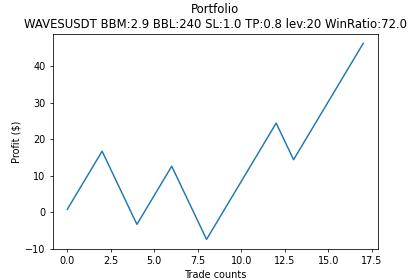 Portfolio
WAVESUSDT BBM:2.9 BBL:240 SL:1.0 TP:0.8 lev:20 WinRatio:72.0
Profit ($)
40
30
20
10
0
−10
0.0 2.5 5.0 7.5 10.0 12.5 15.0 17.5
Trade counts